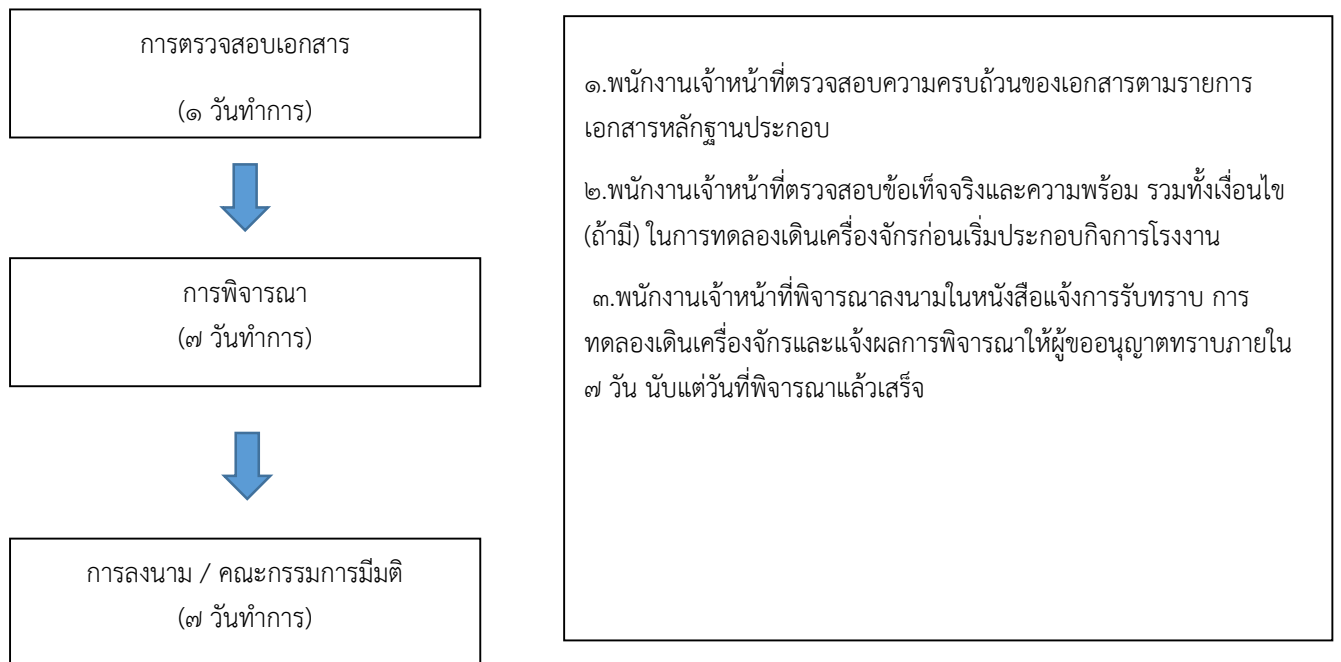 การตรวจสอบเอกสาร
(๑ วันทำการ)
การพิจารณา
(๗ วันทำการ)
การลงนาม / คณะกรรมการมีมติ
(๗ วันทำการ)
๑.พนักงานเจ้าหน้าที่ตรวจสอบความครบถ้วนของเอกสารตามรายการ
เอกสารหลักฐานประกอบ
๒.พนักงานเจ้าหน้าที่ตรวจสอบข้อเท็จจริงและความพร้อม รวมทั้งเงื่อนไข
(ถ้ามี) ในการทดลองเดินเครื่องจักรก่อนเริ่มประกอบกิจการโรงงาน
๓.พนักงานเจ้าหน้าที่พิจารณาลงนามในหนังสือแจ้งการรับทราบ การ
ทดลองเดินเครื่องจักรและแจ้งผลการพิจารณาให้ผู้ขออนุญาตทราบภายใน
๗ วัน นับแต่วันที่พิจารณาแล้วเสร็จ